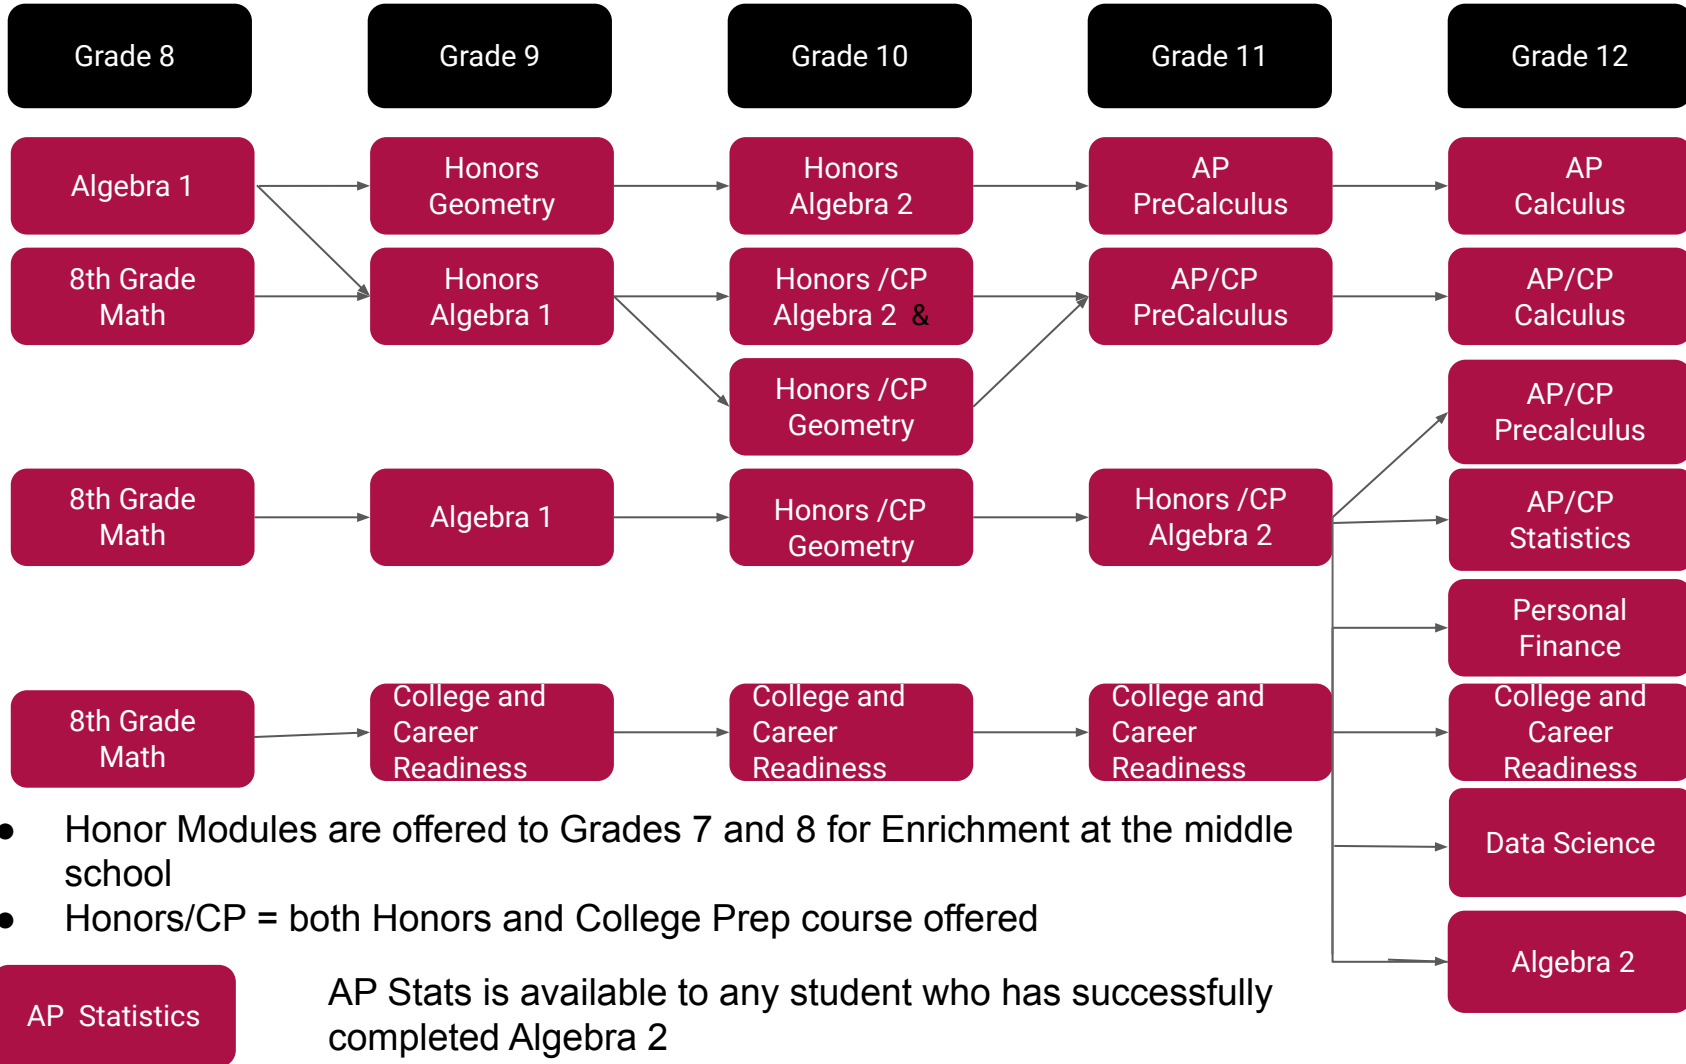 Grade 8
Grade 9
Grade 10
Grade 11
Grade 12
Algebra 1
Honors
Geometry
Honors
Algebra 2
AP
PreCalculus
AP
Calculus
8th Grade
Math
Honors
Algebra 1
Honors /CP
Algebra 2 &
AP/CP
PreCalculus
AP/CP
Calculus
Honors /CP
Geometry
AP/CP
Precalculus
8th Grade
Math
Algebra 1
Honors /CP
Geometry
Honors /CP
Algebra 2
AP/CP
Statistics
Personal
Finance
8th Grade
Math
College and
Career
Readiness
College and
Career
Readiness
College and
Career
Readiness
College and
Career
Readiness
Data Science
Algebra 2
● Honor Modules are offered to Grades 7 and 8 for Enrichment at the middle
school
● Honors/CP = both Honors and College Prep course offered
AP Statistics
AP Stats is available to any student who has successfully
completed Algebra 2